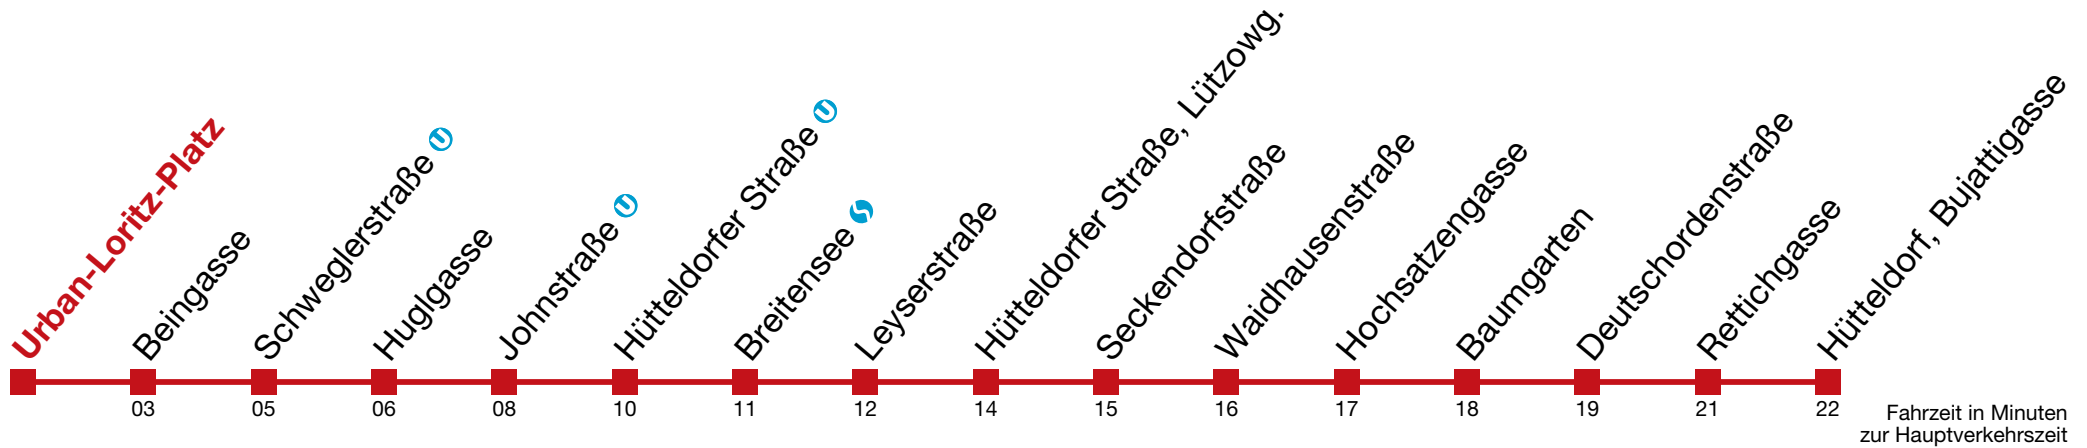 Urban-Loritz-Platz
Beingasse
Schweglerstraße U
Huglgasse
Johnstraße U
Hütteldorfer Straße U
Breitensee S
Leyserstraße
Hütteldorfer Straße, Lützowg.
Seckendorfstraße
Waidhausenstraße
Hochsatzengasse
Baumgarten
Deutschordenstraße
Rettichgasse
Hütteldorf, Bujattigasse
03 05 06 08 10 11 12 14 15 16 17 18 19 21 22
Fahrzeit in Minuten
zur Hauptverkehrszeit